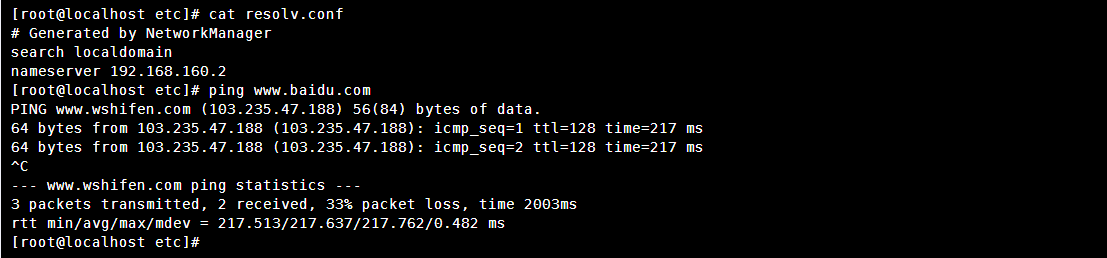 [root@localhost etc]# cat resolv.conf
# Generated by NetworkManager
search localdomain
nameserver 192.168.160.2
[root@localhost etc]# ping www.baidu.com
PING www.wshifen.com (103.235.47.188) 56(84) bytes of data.
64 bytes from 103.235.47.188 (103.235.47.188): icmp_seq=1 ttl=128 time=217 ms
64 bytes from 103.235.47.188 (103.235.47.188): icmp_seq=2 ttl=128 time=217 ms
^C
--- www.wshifen.com ping statistics ---
3 packets transmitted, 2 received, 33% packet loss, time 2003ms
rtt min/avg/max/mdev = 217.513/217.637/217.762/0.482 ms
[root@localhost etc]#